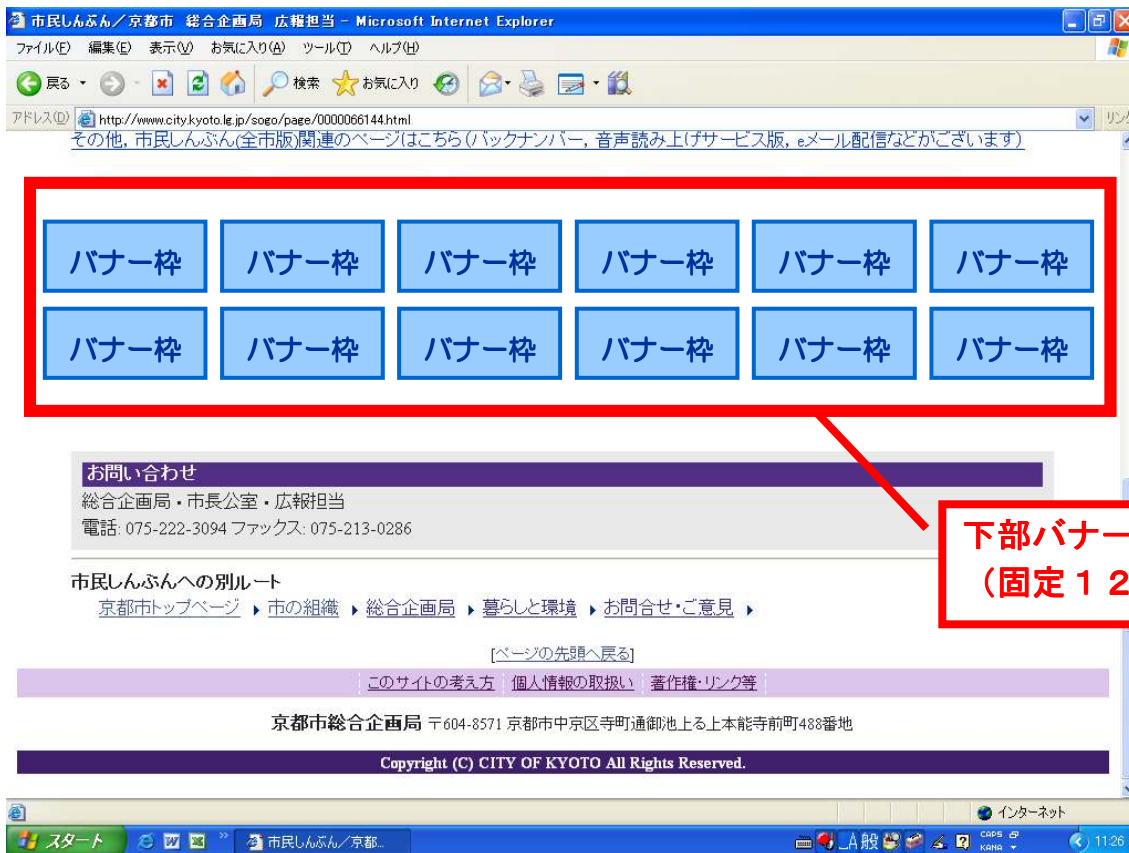 市民しんぶん／京都市 総合企画局 広報担当 - Microsoft Internet Explorer
ファイル(F) 編集(E) 表示(V) お気に入り(A) ツール(T) ヘルプ(H)
戻る 検索 お気に入り
アドレス(D) http://www.city.kyoto.lg.jp/sogo/page/0000066144.html
その他, 市民しんぶん(全市版)関連のページはこちら(バックナンバー, 音声読み上げサービス版, eメール配信などがございます)
バナー枠 バナー枠 バナー枠 バナー枠 バナー枠 バナー枠
バナー枠 バナー枠 バナー枠 バナー枠 バナー枠 バナー枠
お問い合わせ
総合企画局・市長公室・広報担当
電話: 075-222-3094 ファックス: 075-213-0286
下部バナー
（固定１２
市民しんぶんへの別ルート
京都市トップページ 市の組織 総合企画局 暮らしと環境 お問合せ・ご意見
[ページの先頭へ戻る]
このサイトの考え方 個人情報の取扱い 著作権・リンク等
京都市総合企画局 〒604-8571 京都市中京区寺町通御池上る上本能寺前町488番地
Copyright (C) CITY OF KYOTO All Rights Reserved.
インターネット
スタート 市民しんぶん／京都... A 般 CAPS KANA 11:26